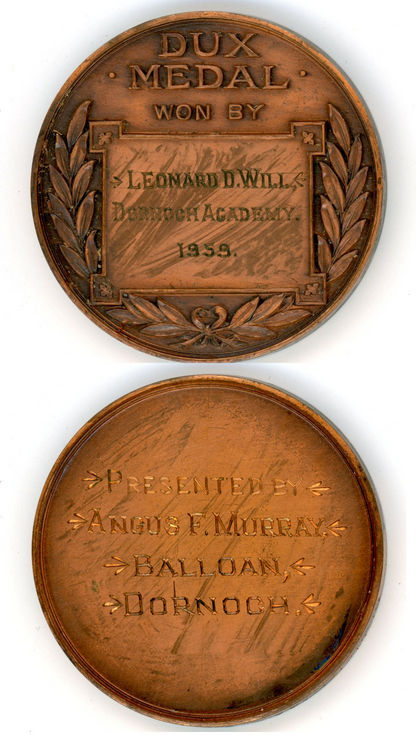 DUX
· MEDAL ·
WON BY
LEONARD D. WILL,
DORNOCH ACADEMY.
1959.
PRESENTED BY
ANGUS F. MURRAY,
BALLOAN,
DORNOCH.